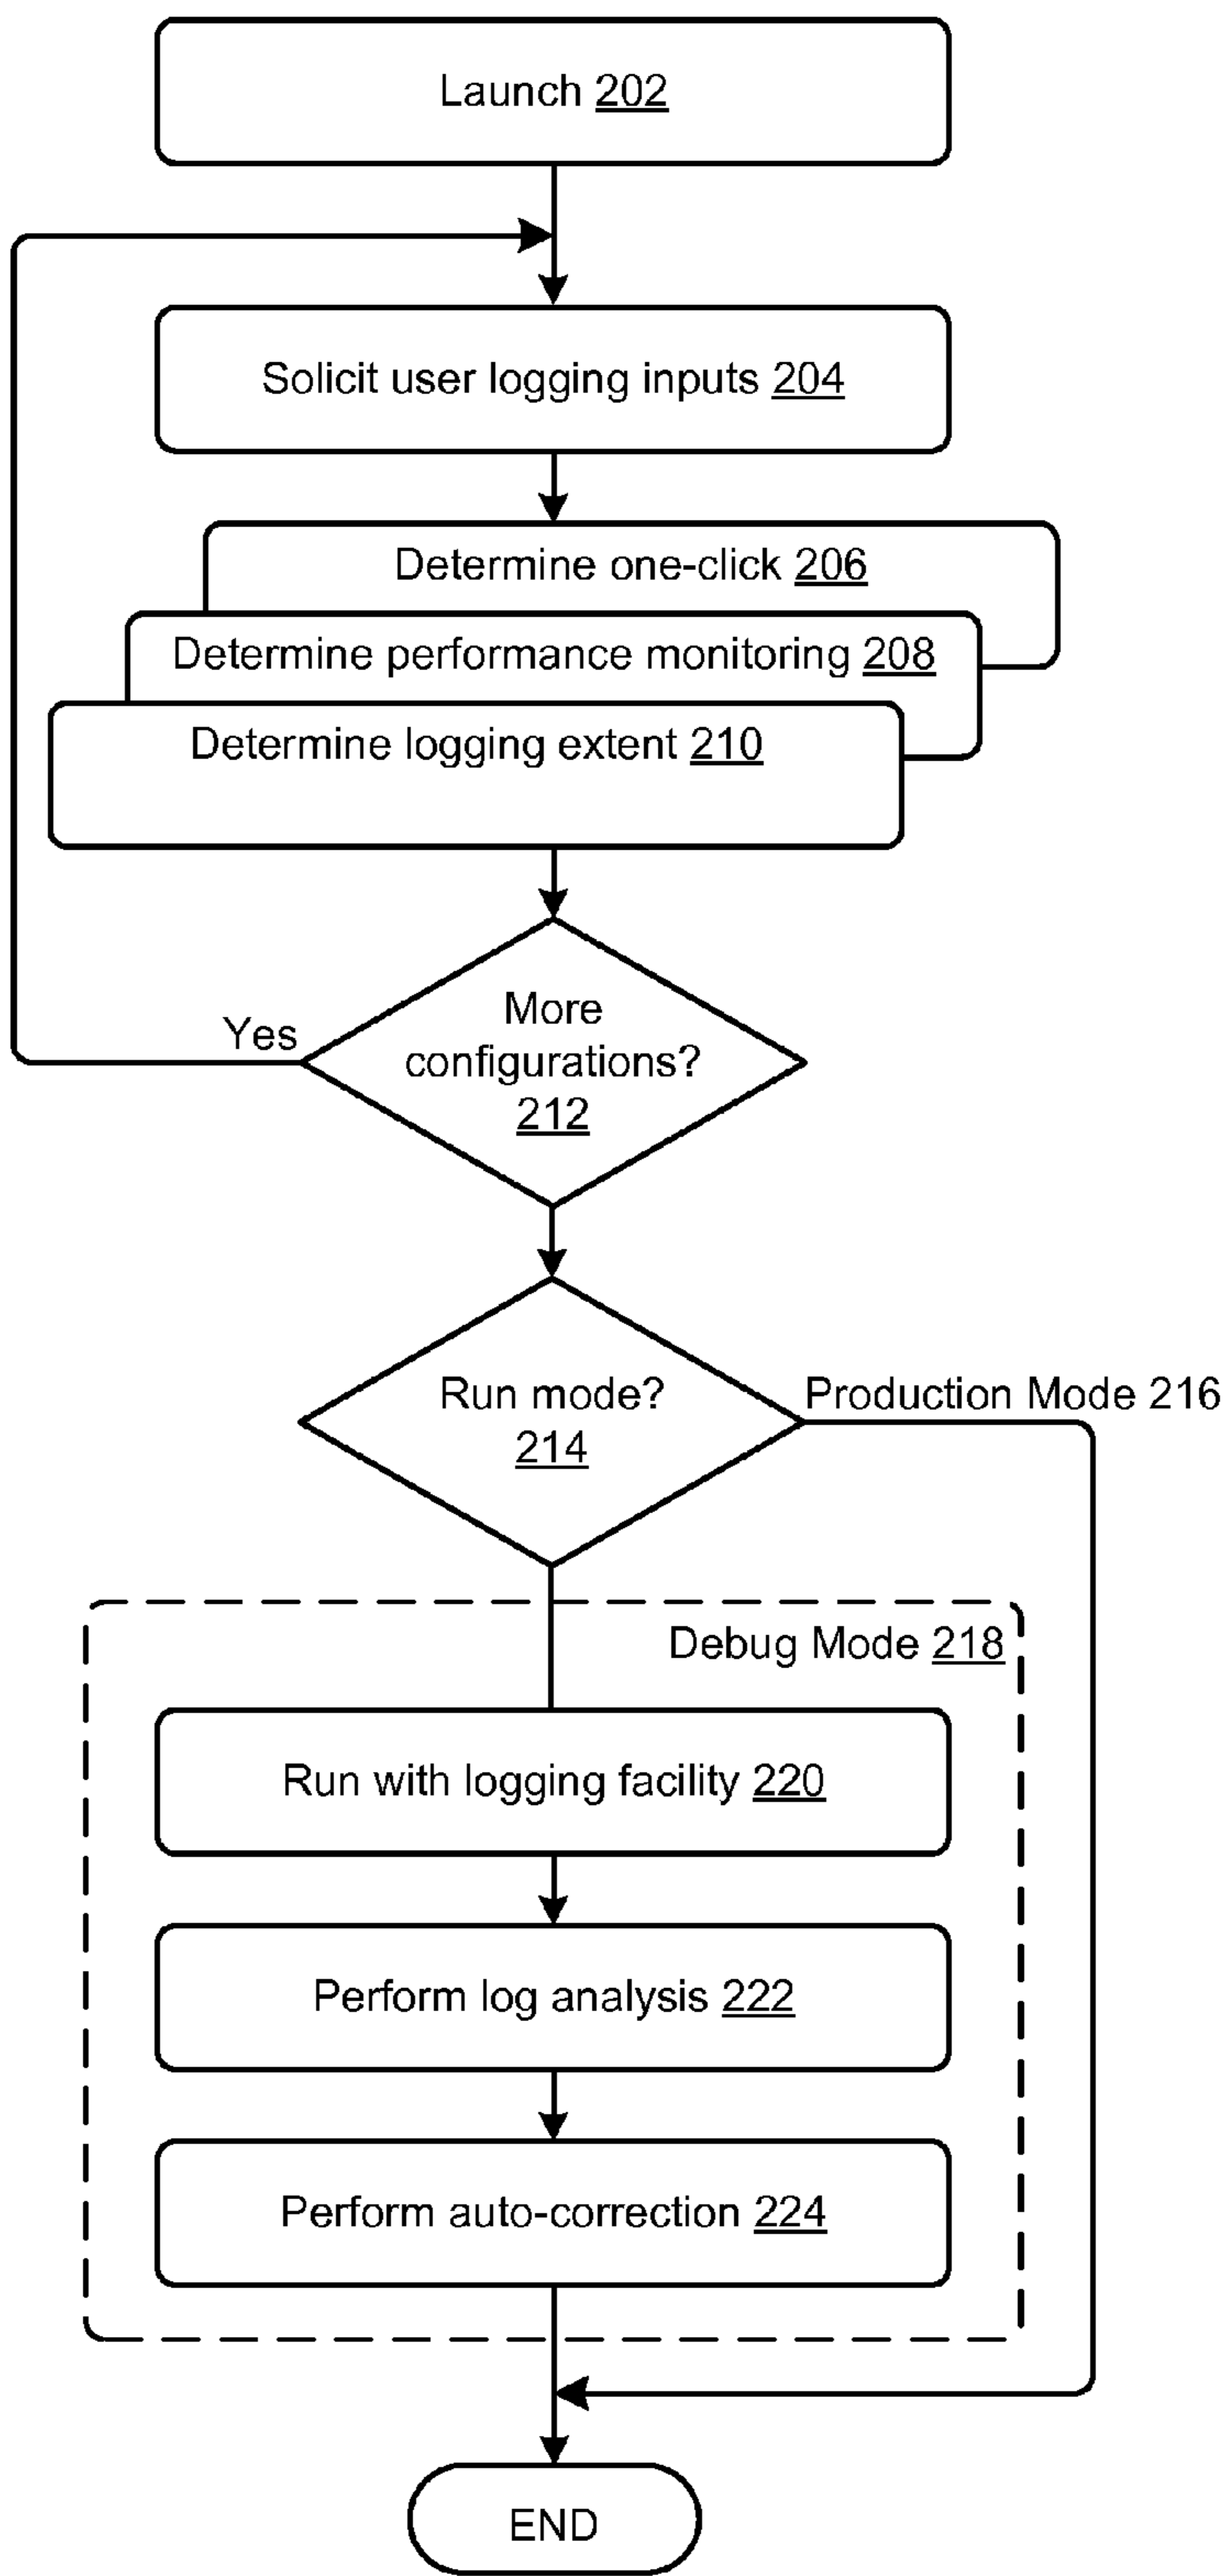 Launch 202
Solicit user logging inputs 204
Determine one-click 206
Determine performance monitoring 208
Determine logging extent 210
Yes
More
configurations?
212
Run mode?
214
Production Mode 216
Debug Mode 218
Run with logging facility 220
Perform log analysis 222
Perform auto-correction 224
END